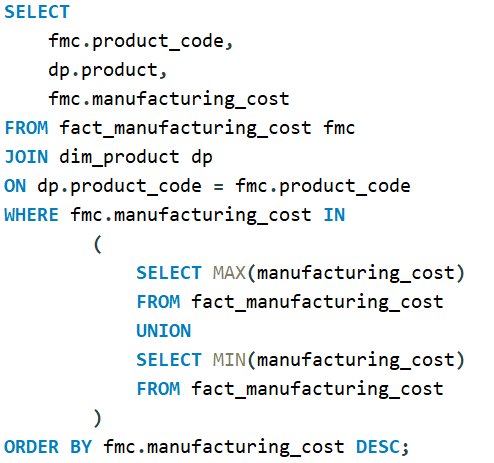 SELECT
    fmc.product_code,
    dp.product,
    fmc.manufacturing_cost
FROM fact_manufacturing_cost fmc
JOIN dim_product dp
ON dp.product_code = fmc.product_code
WHERE fmc.manufacturing_cost IN
        (
            SELECT MAX(manufacturing_cost)
            FROM fact_manufacturing_cost
            UNION
            SELECT MIN(manufacturing_cost)
            FROM fact_manufacturing_cost
        )
ORDER BY fmc.manufacturing_cost DESC;